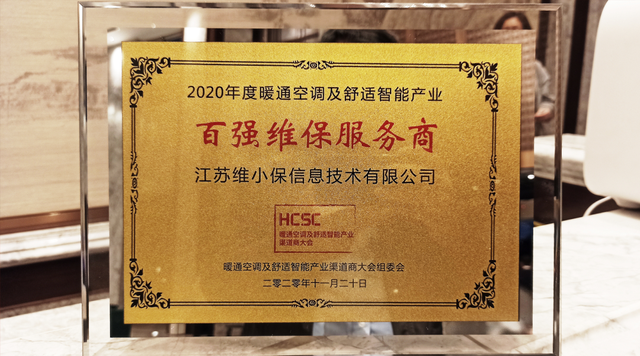 2020年度暖通空调及舒适智能产业
百强维保服务商
江苏维小保信息技术有限公司
HCSC
暖通空调及舒适智能产业
渠道商大会
暖通空调及舒适智能产业渠道商大会组委会
二零二零年十一月二十日